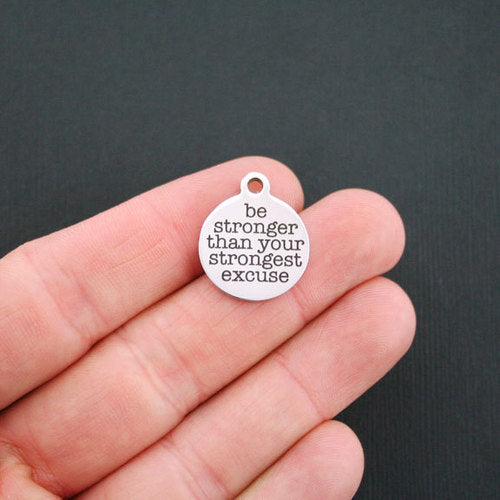 be
stronger
than your
strongest
excuse